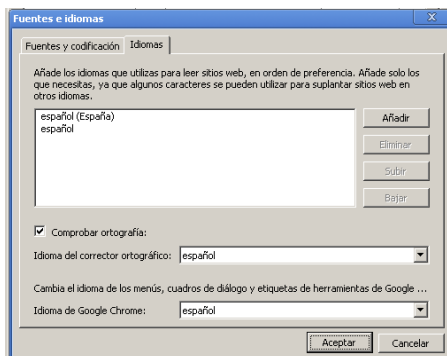 Fuentes e idiomas
Fuentes y codificación
Idiomas
Añade los idiomas que utilizas para leer sitios web, en orden de preferencia. Añade solo los
que necesitas, ya que algunos caracteres se pueden utilizar para suplantar sitios web en
otros idiomas.
español (España)
español
Añadir
Eliminar
Subir
Bajar
Comprobar ortografía:
Idioma del corrector ortográfico: español
Cambia el idioma de los menús, cuadros de diálogo y etiquetas de herramientas de Google ...
Idioma de Google Chrome: español
Aceptar
Cancelar